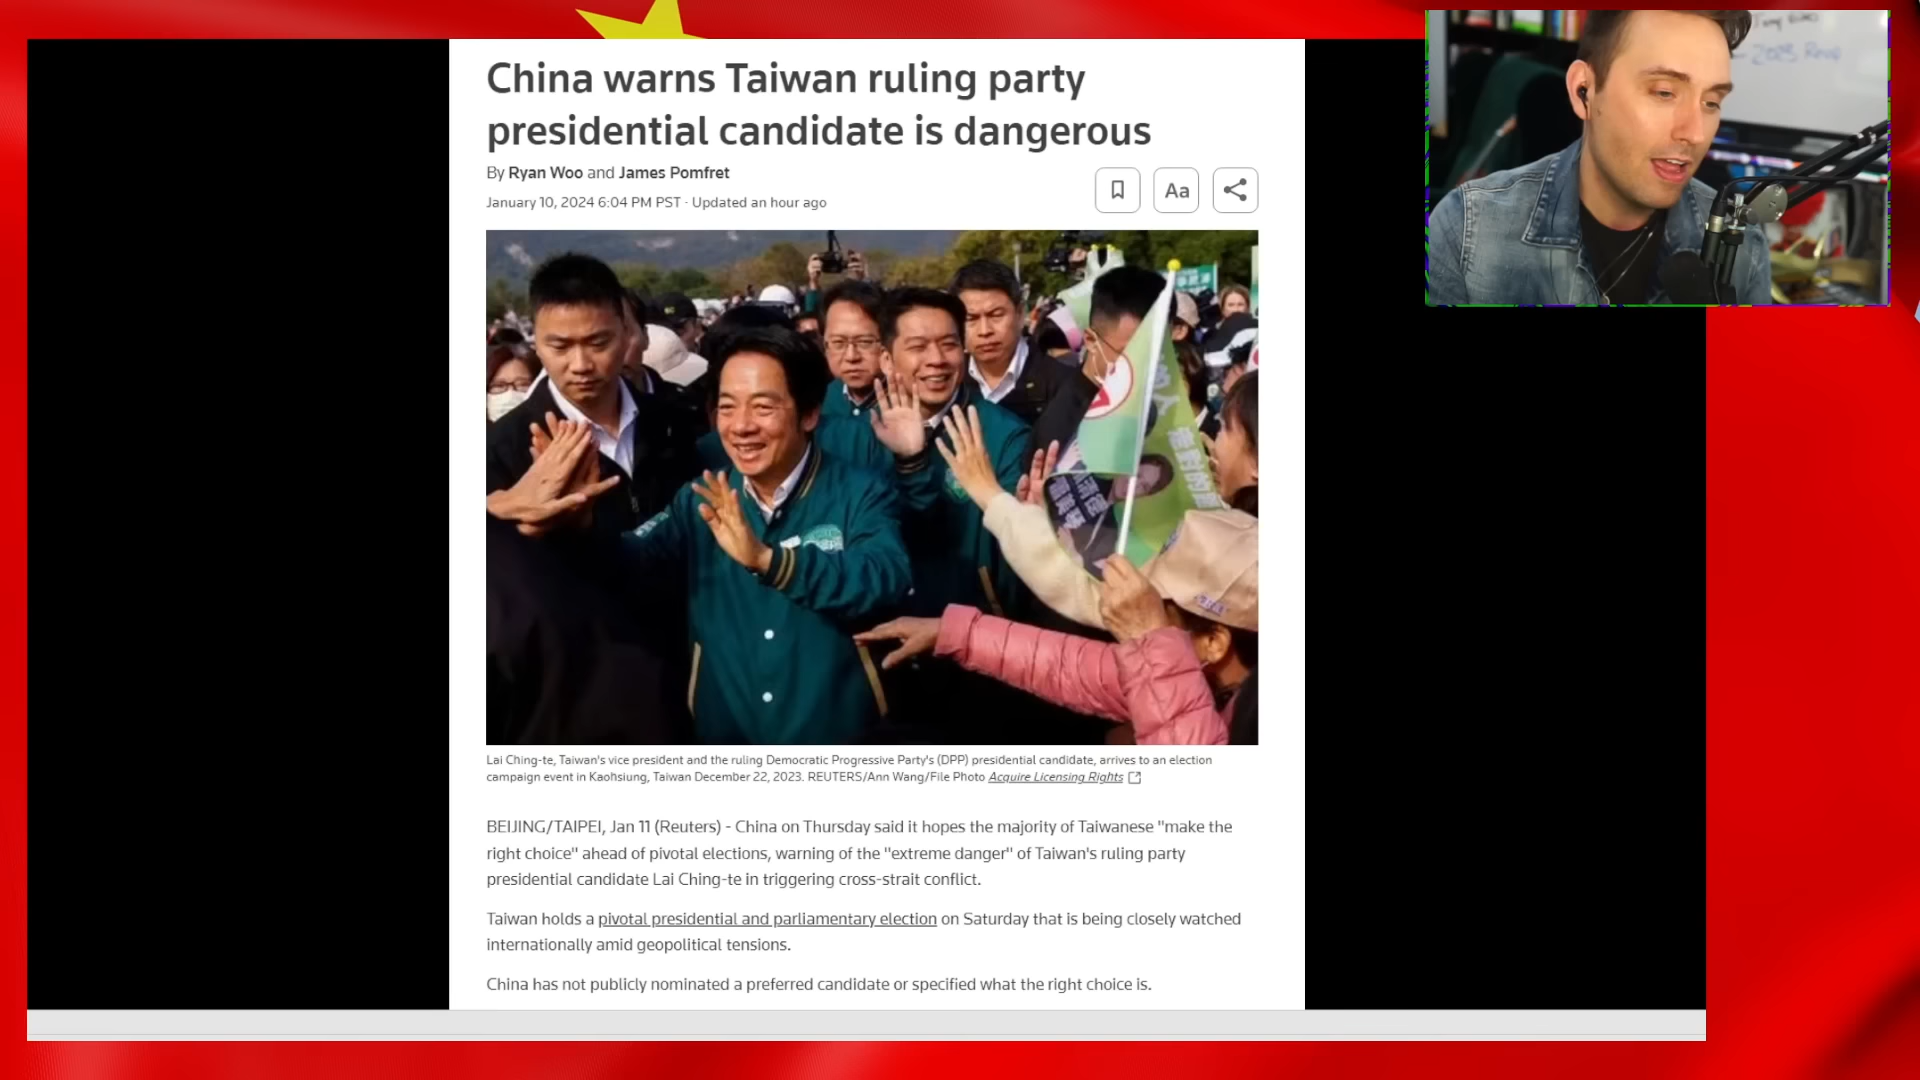 China warns Taiwan ruling party
presidential candidate is dangerous
By Ryan Woo and James Pomfret
January 10, 2024 6:04 PM PST · Updated an hour ago
Aa
Lai Ching-te, Taiwan's vice president and the ruling Democratic Progressive Party's (DPP) presidential candidate, arrives to an election
campaign event in Kaohsiung, Taiwan December 22, 2023. REUTERS/Ann Wang/File Photo Acquire Licensing Rights
BEIJING/TAIPEI, Jan 11 (Reuters) - China on Thursday said it hopes the majority of Taiwanese "make the
right choice" ahead of pivotal elections, warning of the "extreme danger" of Taiwan's ruling party
presidential candidate Lai Ching-te in triggering cross-strait conflict.
Taiwan holds a pivotal presidential and parliamentary election on Saturday that is being closely watched
internationally amid geopolitical tensions.
China has not publicly nominated a preferred candidate or specified what the right choice is.